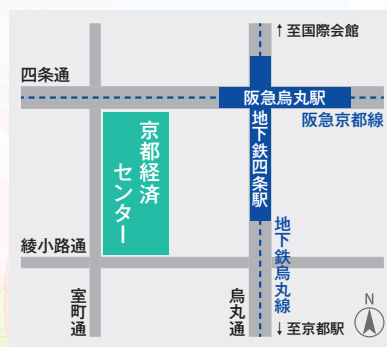 ↑至国際会館
四条通
阪急烏丸駅
阪急京都線
地下鉄四条駅
京都経済
センター
地下鉄烏丸線
綾小路通
室町通
烏丸通
↓至京都駅
N